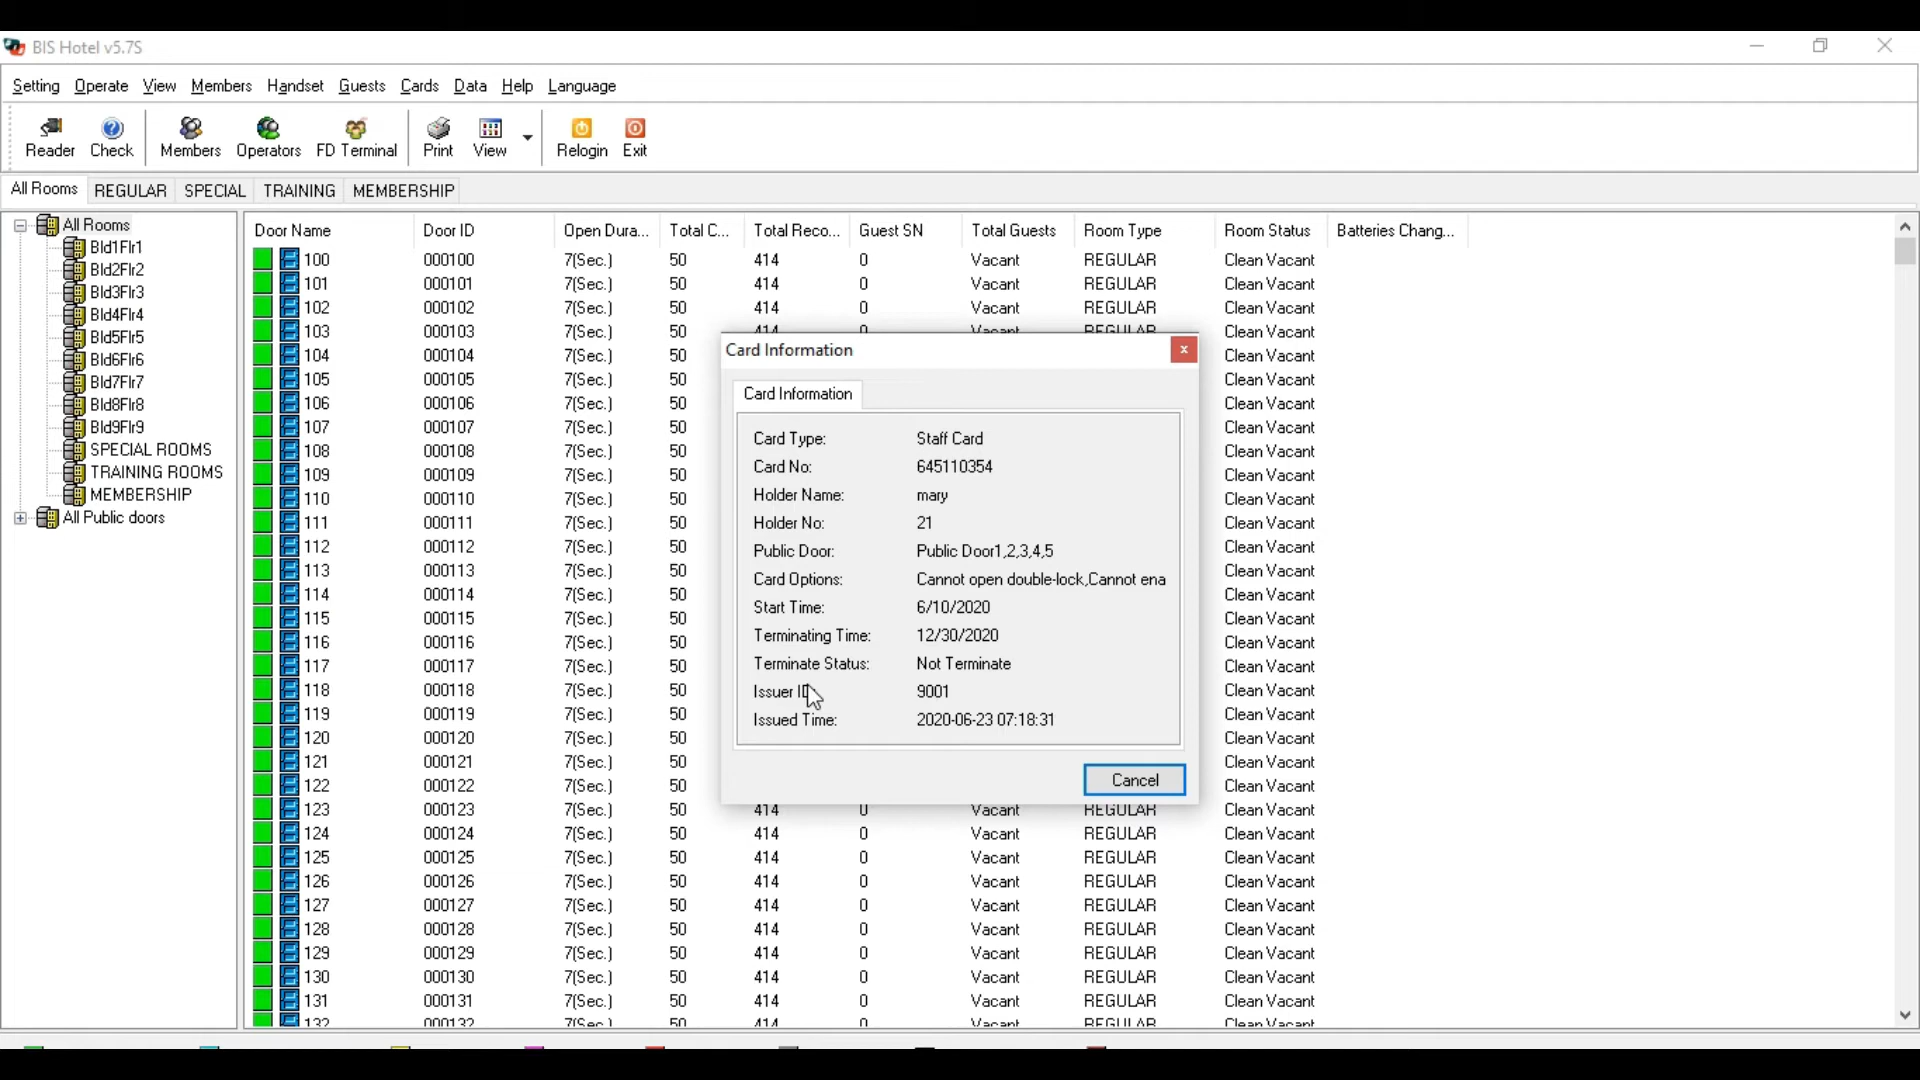 BIS Hotel v5.7S
Setting Operate View Members Handset Guests Cards Data Help Language
Reader Check Members Operators FD Terminal Print View Relogin Exit
All Rooms REGULAR SPECIAL TRAINING MEMBERSHIP
All Rooms
Bld1Flr1
Bld2Flr2
Bld3Flr3
Bld4Flr4
Bld5Flr5
Bld6Flr6
Bld7Flr7
Bld8Flr8
Bld9Flr9
SPECIAL ROOMS
TRAINING ROOMS
MEMBERSHIP
All Public doors
Door Name Door ID Open Dura... Total C... Total Reco... Guest SN Total Guests Room Type Room Status Batteries Chang...
100 000100 7(Sec.) 50 414 0 Vacant REGULAR Clean Vacant
101 000101 7(Sec.) 50 414 0 Vacant REGULAR Clean Vacant
102 000102 7(Sec.) 50 414 0 Vacant REGULAR Clean Vacant
103 000103 7(Sec.) 50 414 0 Vacant REGULAR Clean Vacant
104 000104 7(Sec.) 50 Clean Vacant
105 000105 7(Sec.) 50 Clean Vacant
106 000106 7(Sec.) 50 Clean Vacant
107 000107 7(Sec.) 50 Clean Vacant
108 000108 7(Sec.) 50 Clean Vacant
109 000109 7(Sec.) 50 Clean Vacant
110 000110 7(Sec.) 50 Clean Vacant
111 000111 7(Sec.) 50 Clean Vacant
112 000112 7(Sec.) 50 Clean Vacant
113 000113 7(Sec.) 50 Clean Vacant
114 000114 7(Sec.) 50 Clean Vacant
115 000115 7(Sec.) 50 Clean Vacant
116 000116 7(Sec.) 50 Clean Vacant
117 000117 7(Sec.) 50 Clean Vacant
118 000118 7(Sec.) 50 Clean Vacant
119 000119 7(Sec.) 50 Clean Vacant
120 000120 7(Sec.) 50 Clean Vacant
121 000121 7(Sec.) 50 Clean Vacant
122 000122 7(Sec.) 50 Clean Vacant
123 000123 7(Sec.) 50 414 0 Vacant REGULAR Clean Vacant
124 000124 7(Sec.) 50 414 0 Vacant REGULAR Clean Vacant
125 000125 7(Sec.) 50 414 0 Vacant REGULAR Clean Vacant
126 000126 7(Sec.) 50 414 0 Vacant REGULAR Clean Vacant
127 000127 7(Sec.) 50 414 0 Vacant REGULAR Clean Vacant
128 000128 7(Sec.) 50 414 0 Vacant REGULAR Clean Vacant
129 000129 7(Sec.) 50 414 0 Vacant REGULAR Clean Vacant
130 000130 7(Sec.) 50 414 0 Vacant REGULAR Clean Vacant
131 000131 7(Sec.) 50 414 0 Vacant REGULAR Clean Vacant
132 000132 7(Sec.) 50 414 0 Vacant REGULAR Clean Vacant
Card Information
Card Information
Card Type: Staff Card
Card No: 645110354
Holder Name: mary
Holder No: 21
Public Door: Public Door1,2,3,4,5
Card Options: Cannot open double-lock,Cannot ena
Start Time: 6/10/2020
Terminating Time: 12/30/2020
Terminate Status: Not Terminate
Issuer ID 9001
Issued Time: 2020-06-23 07:18:31
Cancel